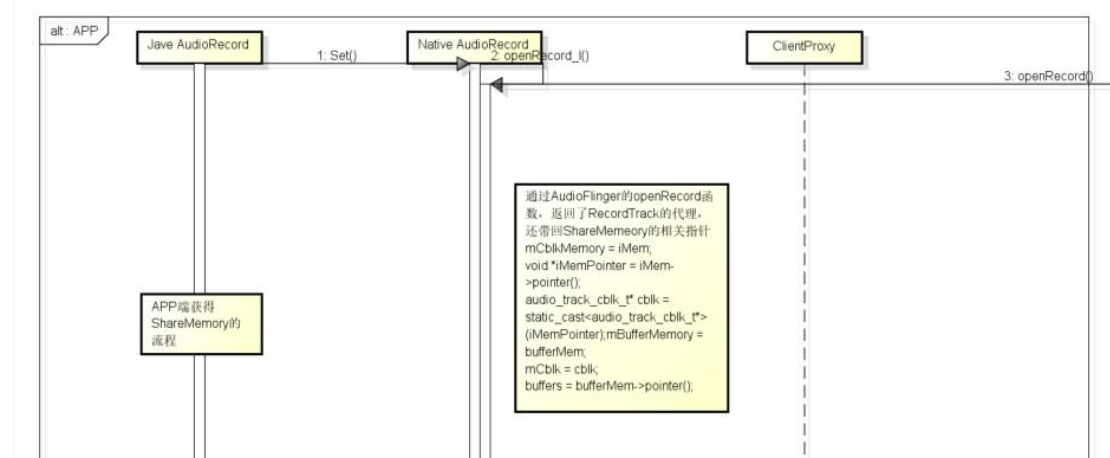 alt : APP
Jave AudioRecord
Native AudioRecord
ClientProxy
1: Set()
2: openRecord_l()
3: openRecord()
通过AudioFlinger的openRecord函
数，返回了RecordTrack的代理，
还带回ShareMemeory的相关指针
mCblkMemory = iMem;
void *iMemPointer = iMem-
>pointer();
audio_track_cblk_t* cblk =
static_cast<audio_track_cblk_t*>
(iMemPointer);mBufferMemory =
bufferMem;
mCblk = cblk;
buffers = bufferMem->pointer();
APP端获得
ShareMemory的
流程